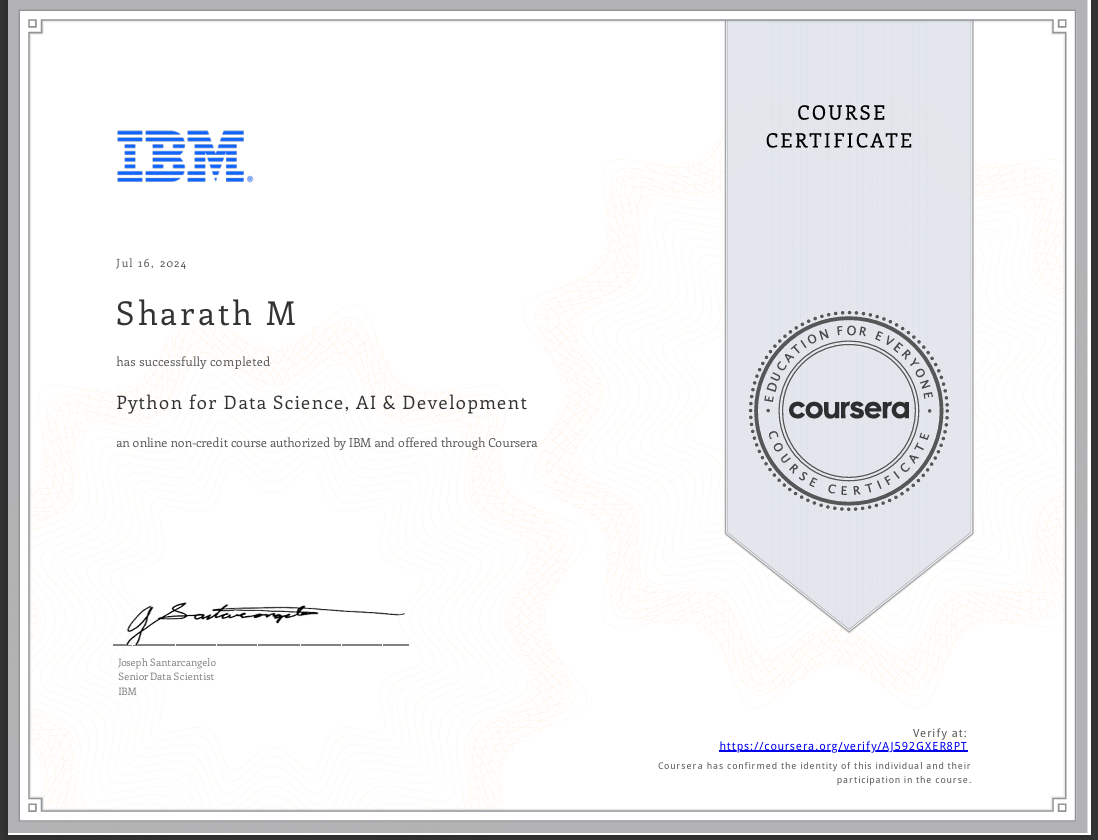 COURSE
CERTIFICATE
IBM®
Jul 16, 2024
Sharath M
has successfully completed
Python for Data Science, AI & Development
an online non-credit course authorized by IBM and offered through Coursera
EDUCATION FOR EVERYONE
coursera
COURSE CERTIFICATE
J Santarcangelo
Joseph Santarcangelo
Senior Data Scientist
IBM
Verify at:
https://coursera.org/verify/AJ592GXER8PT
Coursera has confirmed the identity of this individual and their
participation in the course.